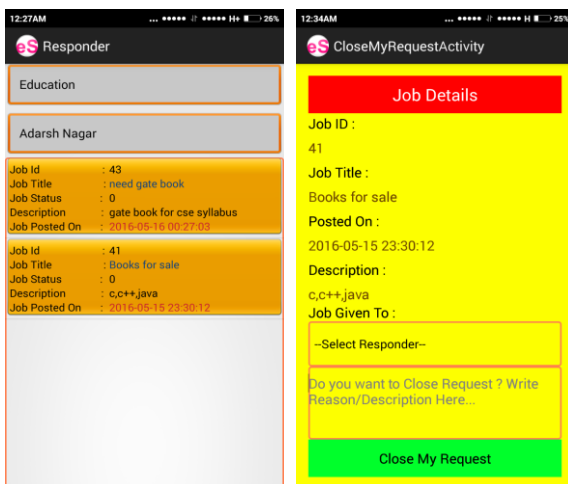 12:27AM ... H+ 26%
eS Responder
Education
Adarsh Nagar
Job Id : 43
Job Title : need gate book
Job Status : 0
Description : gate book for cse syllabus
Job Posted On : 2016-05-16 00:27:03
Job Id : 41
Job Title : Books for sale
Job Status : 0
Description : c,c++,java
Job Posted On : 2016-05-15 23:30:12
12:34AM ... H 25%
eS CloseMyRequestActivity
Job Details
Job ID :
41
Job Title :
Books for sale
Posted On :
2016-05-15 23:30:12
Description :
c,c++,java
Job Given To :
--Select Responder--
Do you want to Close Request ? Write
Reason/Description Here...
Close My Request